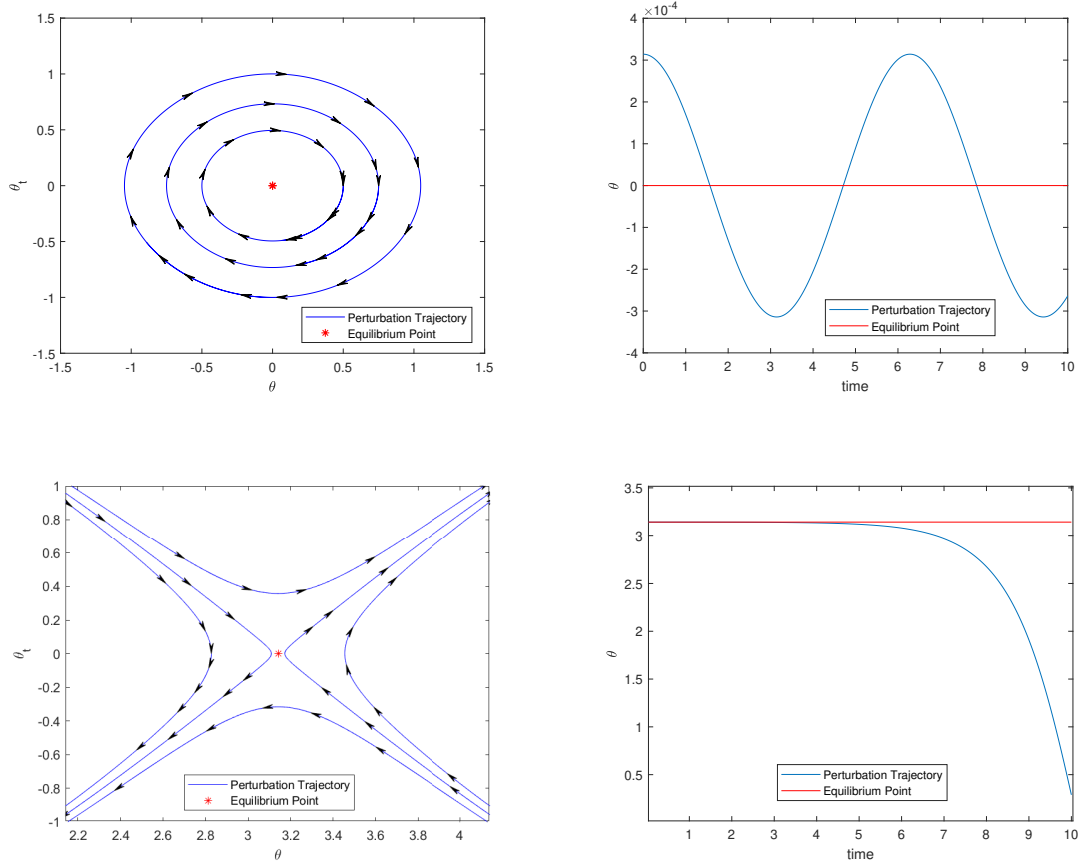 1.5
1
0.5
0
-0.5
-1
-1.5
-1.5 -1 -0.5 0 0.5 1 1.5
θ
θt
Perturbation Trajectory
Equilibrium Point
×10-4
4
3
2
1
0
-1
-2
-3
-4
0 1 2 3 4 5 6 7 8 9 10
time
θ
Perturbation Trajectory
Equilibrium Point
1
0.8
0.6
0.4
0.2
0
-0.2
-0.4
-0.6
-0.8
-1
2.2 2.4 2.6 2.8 3 3.2 3.4 3.6 3.8 4
θ
θt
Perturbation Trajectory
Equilibrium Point
3.5
3
2.5
2
1.5
1
0.5
1 2 3 4 5 6 7 8 9 10
time
θ
Perturbation Trajectory
Equilibrium Point